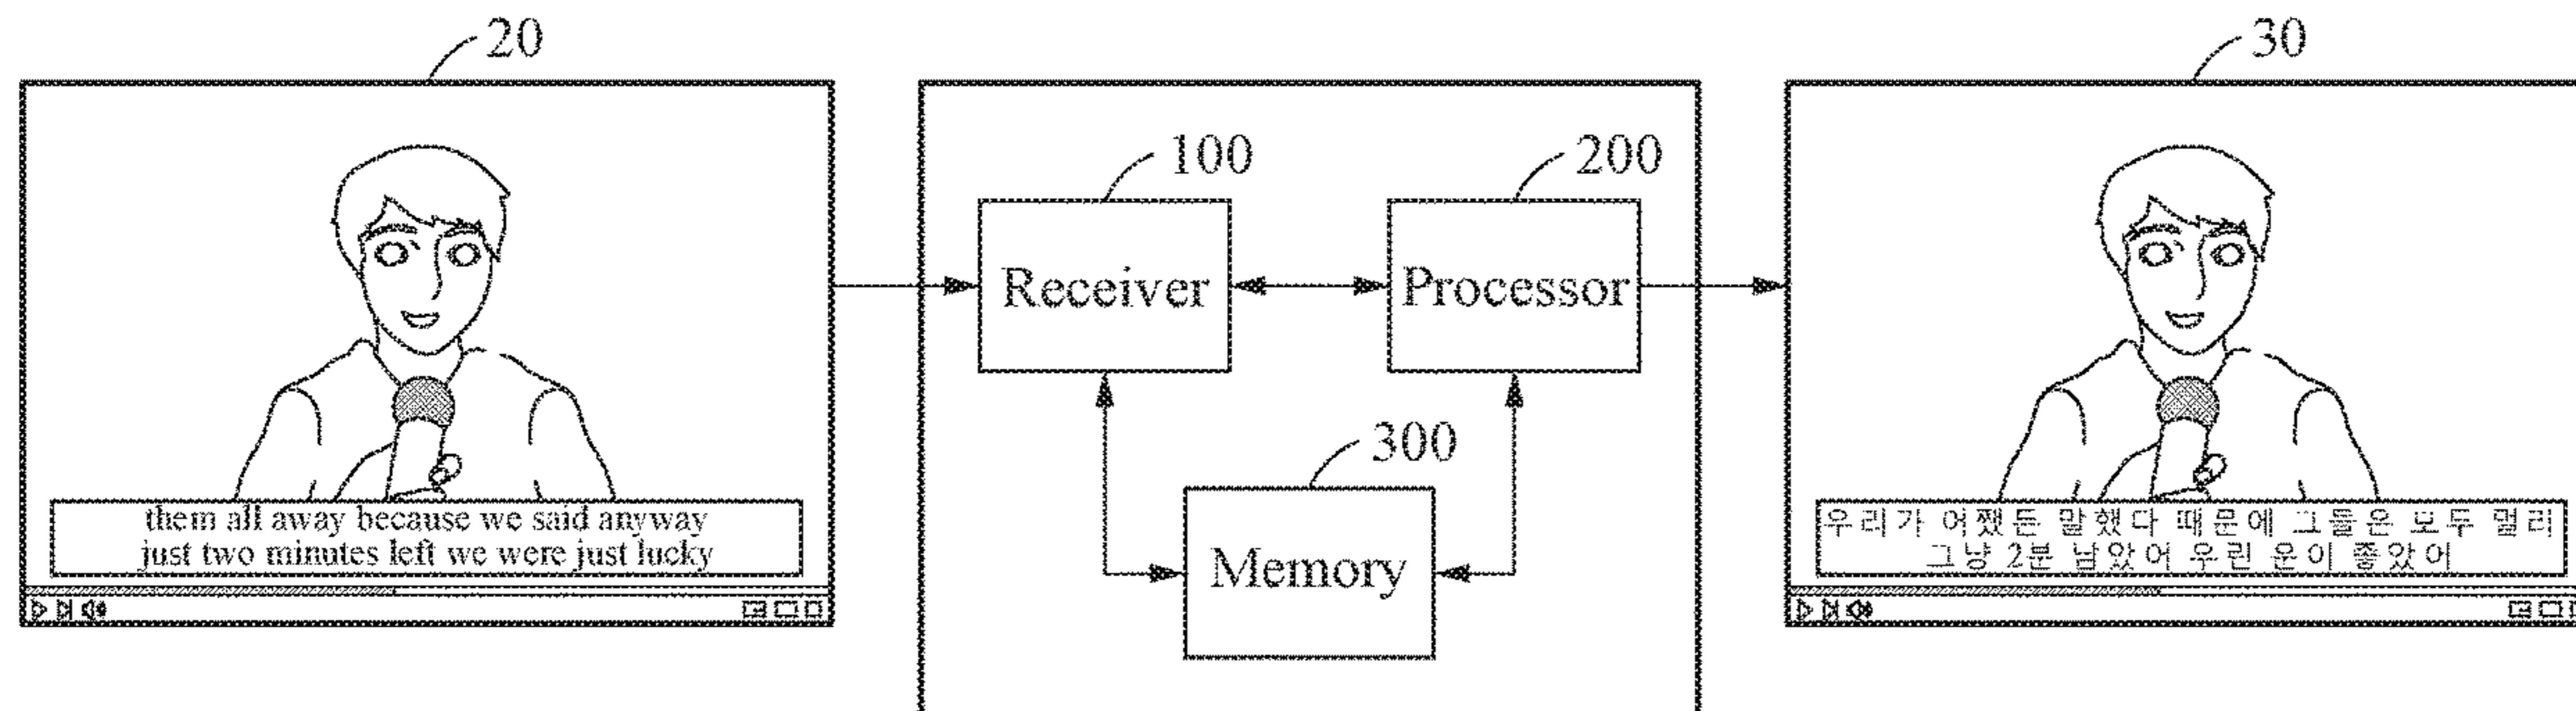 20
them all away because we said anyway
just two minutes left we were just lucky
100
Receiver
200
Processor
300
Memory
30
우리가 어쨌든 말했다 때문에 그들은 모두 멀리
그냥 2분 남았어 우린 운이 좋았어